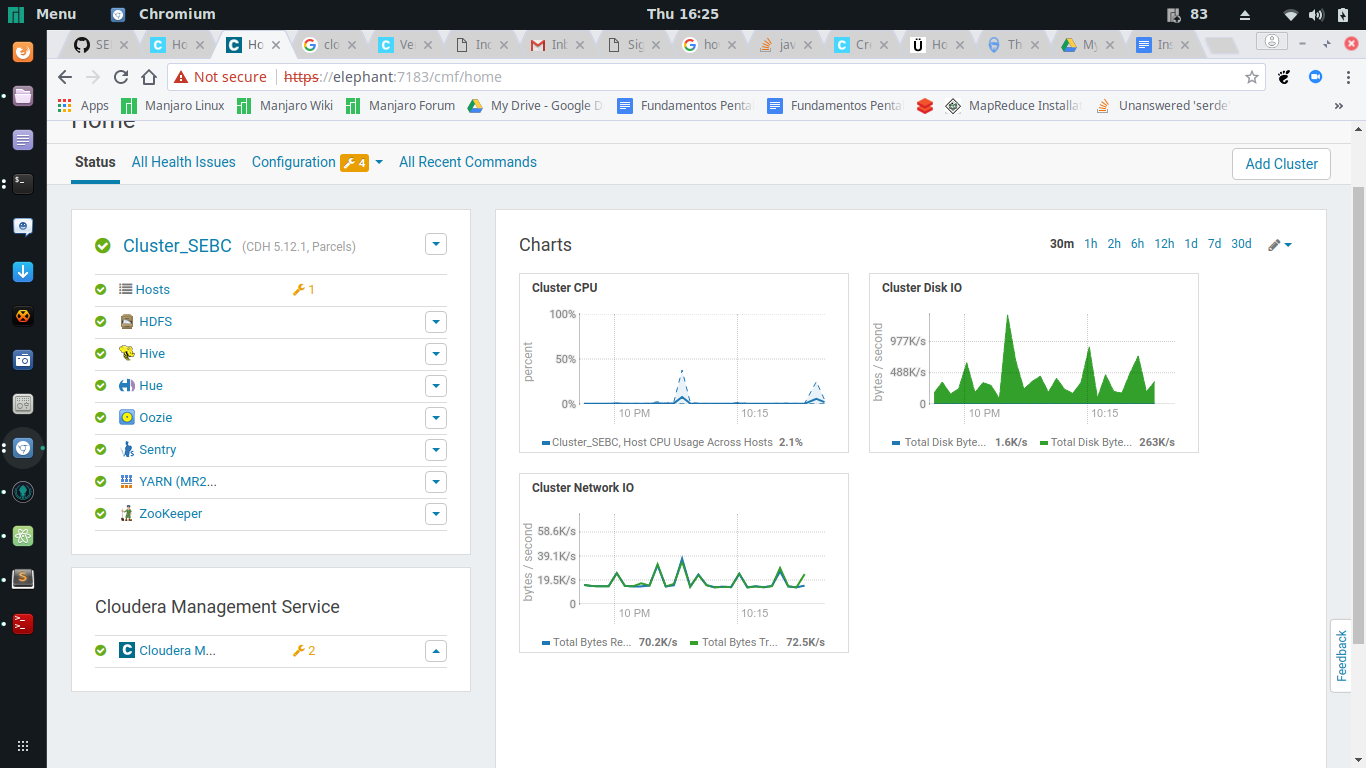 Menu Chromium Thu 16:25 83
SE Ho Ho clo Ve Inc Inb Sig hov jav Cr Ho Th My Ins
Not secure https://elephant:7183/cmf/home
Apps Manjaro Linux Manjaro Wiki Manjaro Forum My Drive - Google D Fundamentos Penta Fundamentos Penta MapReduce Installa Unanswered 'serde' »
Home
Status All Health Issues Configuration 4 All Recent Commands Add Cluster
Cluster_SEBC (CDH 5.12.1, Parcels)
Hosts 1
HDFS
Hive
Hue
Oozie
Sentry
YARN (MR2...
ZooKeeper
Cloudera Management Service
Cloudera M... 2
Charts 30m 1h 2h 6h 12h 1d 7d 30d
Cluster CPU
percent
100%
50%
0%
10 PM 10:15
Cluster_SEBC, Host CPU Usage Across Hosts 2.1%
Cluster Disk IO
bytes / second
977K/s
488K/s
0
10 PM 10:15
Total Disk Byte... 1.6K/s Total Disk Byte... 263K/s
Cluster Network IO
bytes / second
58.6K/s
39.1K/s
19.5K/s
0
10 PM 10:15
Total Bytes Re... 70.2K/s Total Bytes Tr... 72.5K/s
Feedback